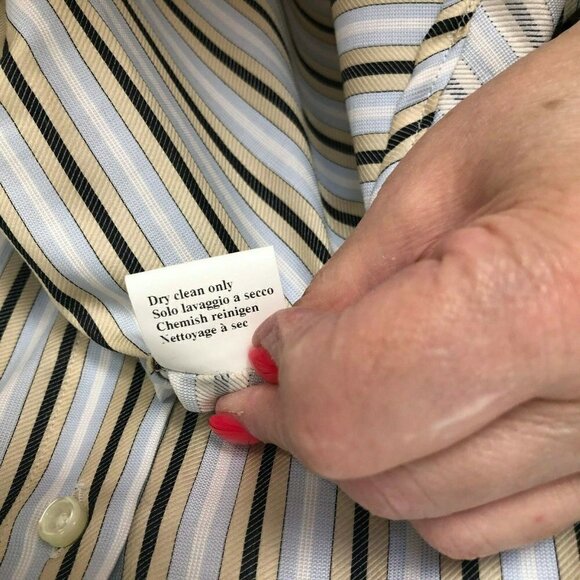 Dry clean only
Solo lavaggio a secco
Chemish reinigen
Nettoyage à sec